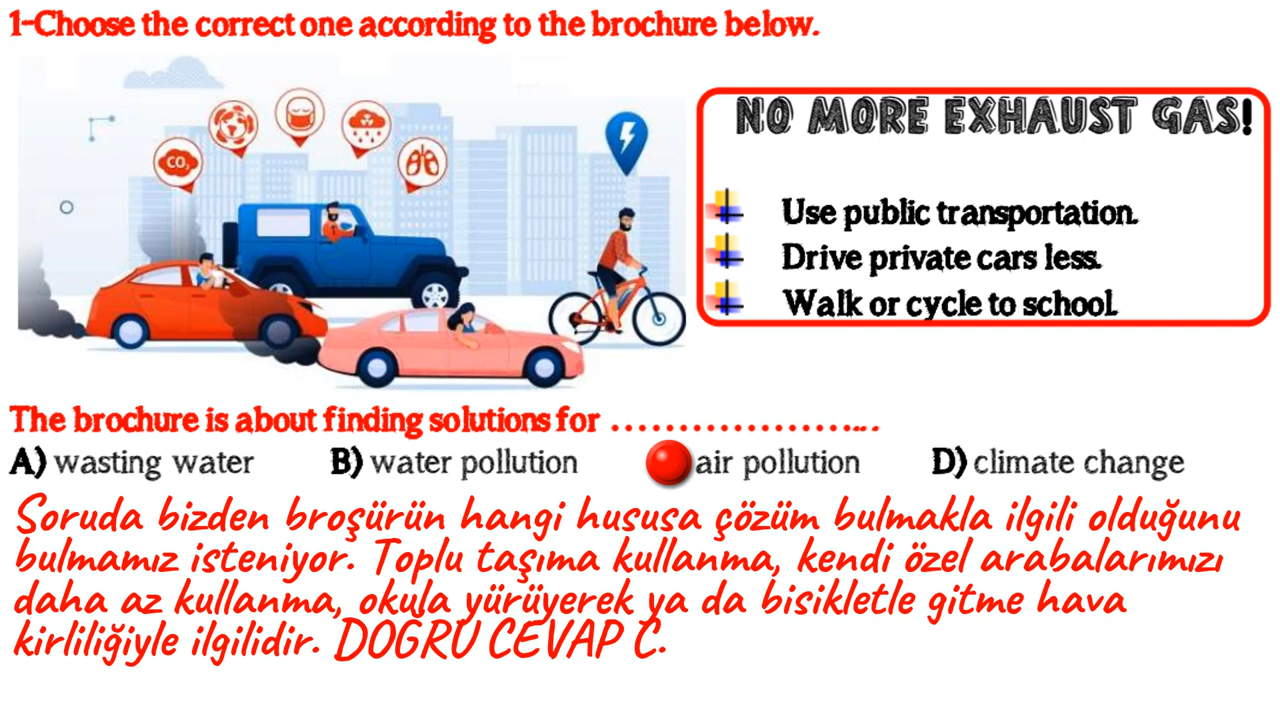 1-Choose the correct one according to the brochure below.
CO₂
NO MORE EXHAUST GAS!
Use public transportation.
Drive private cars less.
Walk or cycle to school.
The brochure is about finding solutions for ......................
A) wasting water B) water pollution air pollution D) climate change
Soruda bizden broşürün hangi hususa çözüm bulmakla ilgili olduğunu
bulmamız isteniyor. Toplu taşıma kullanma, kendi özel arabalarımızı
daha az kullanma, okula yürüyerek ya da bisikletle gitme hava
kirliliğiyle ilgilidir. DOĞRU CEVAP C.